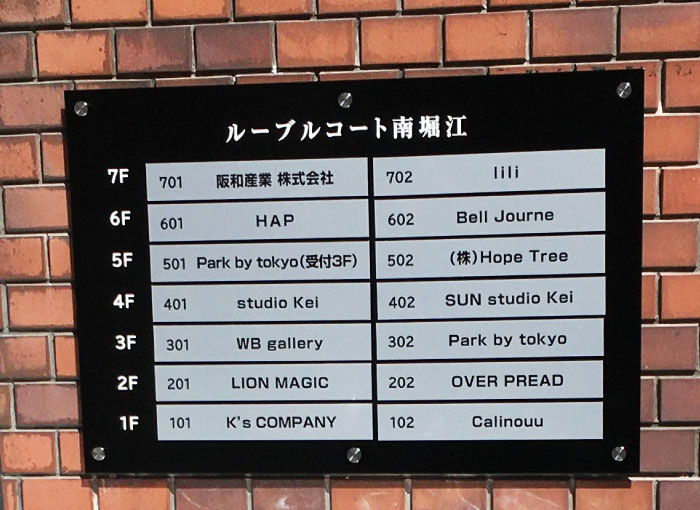 ルーブルコート南堀江
7F 701 阪和産業 株式会社 702 lili
6F 601 HAP 602 Bell Journe
5F 501 Park by tokyo(受付3F) 502 (株)Hope Tree
4F 401 studio Kei 402 SUN studio Kei
3F 301 WB gallery 302 Park by tokyo
2F 201 LION MAGIC 202 OVER PREAD
1F 101 K's COMPANY 102 Calinouu